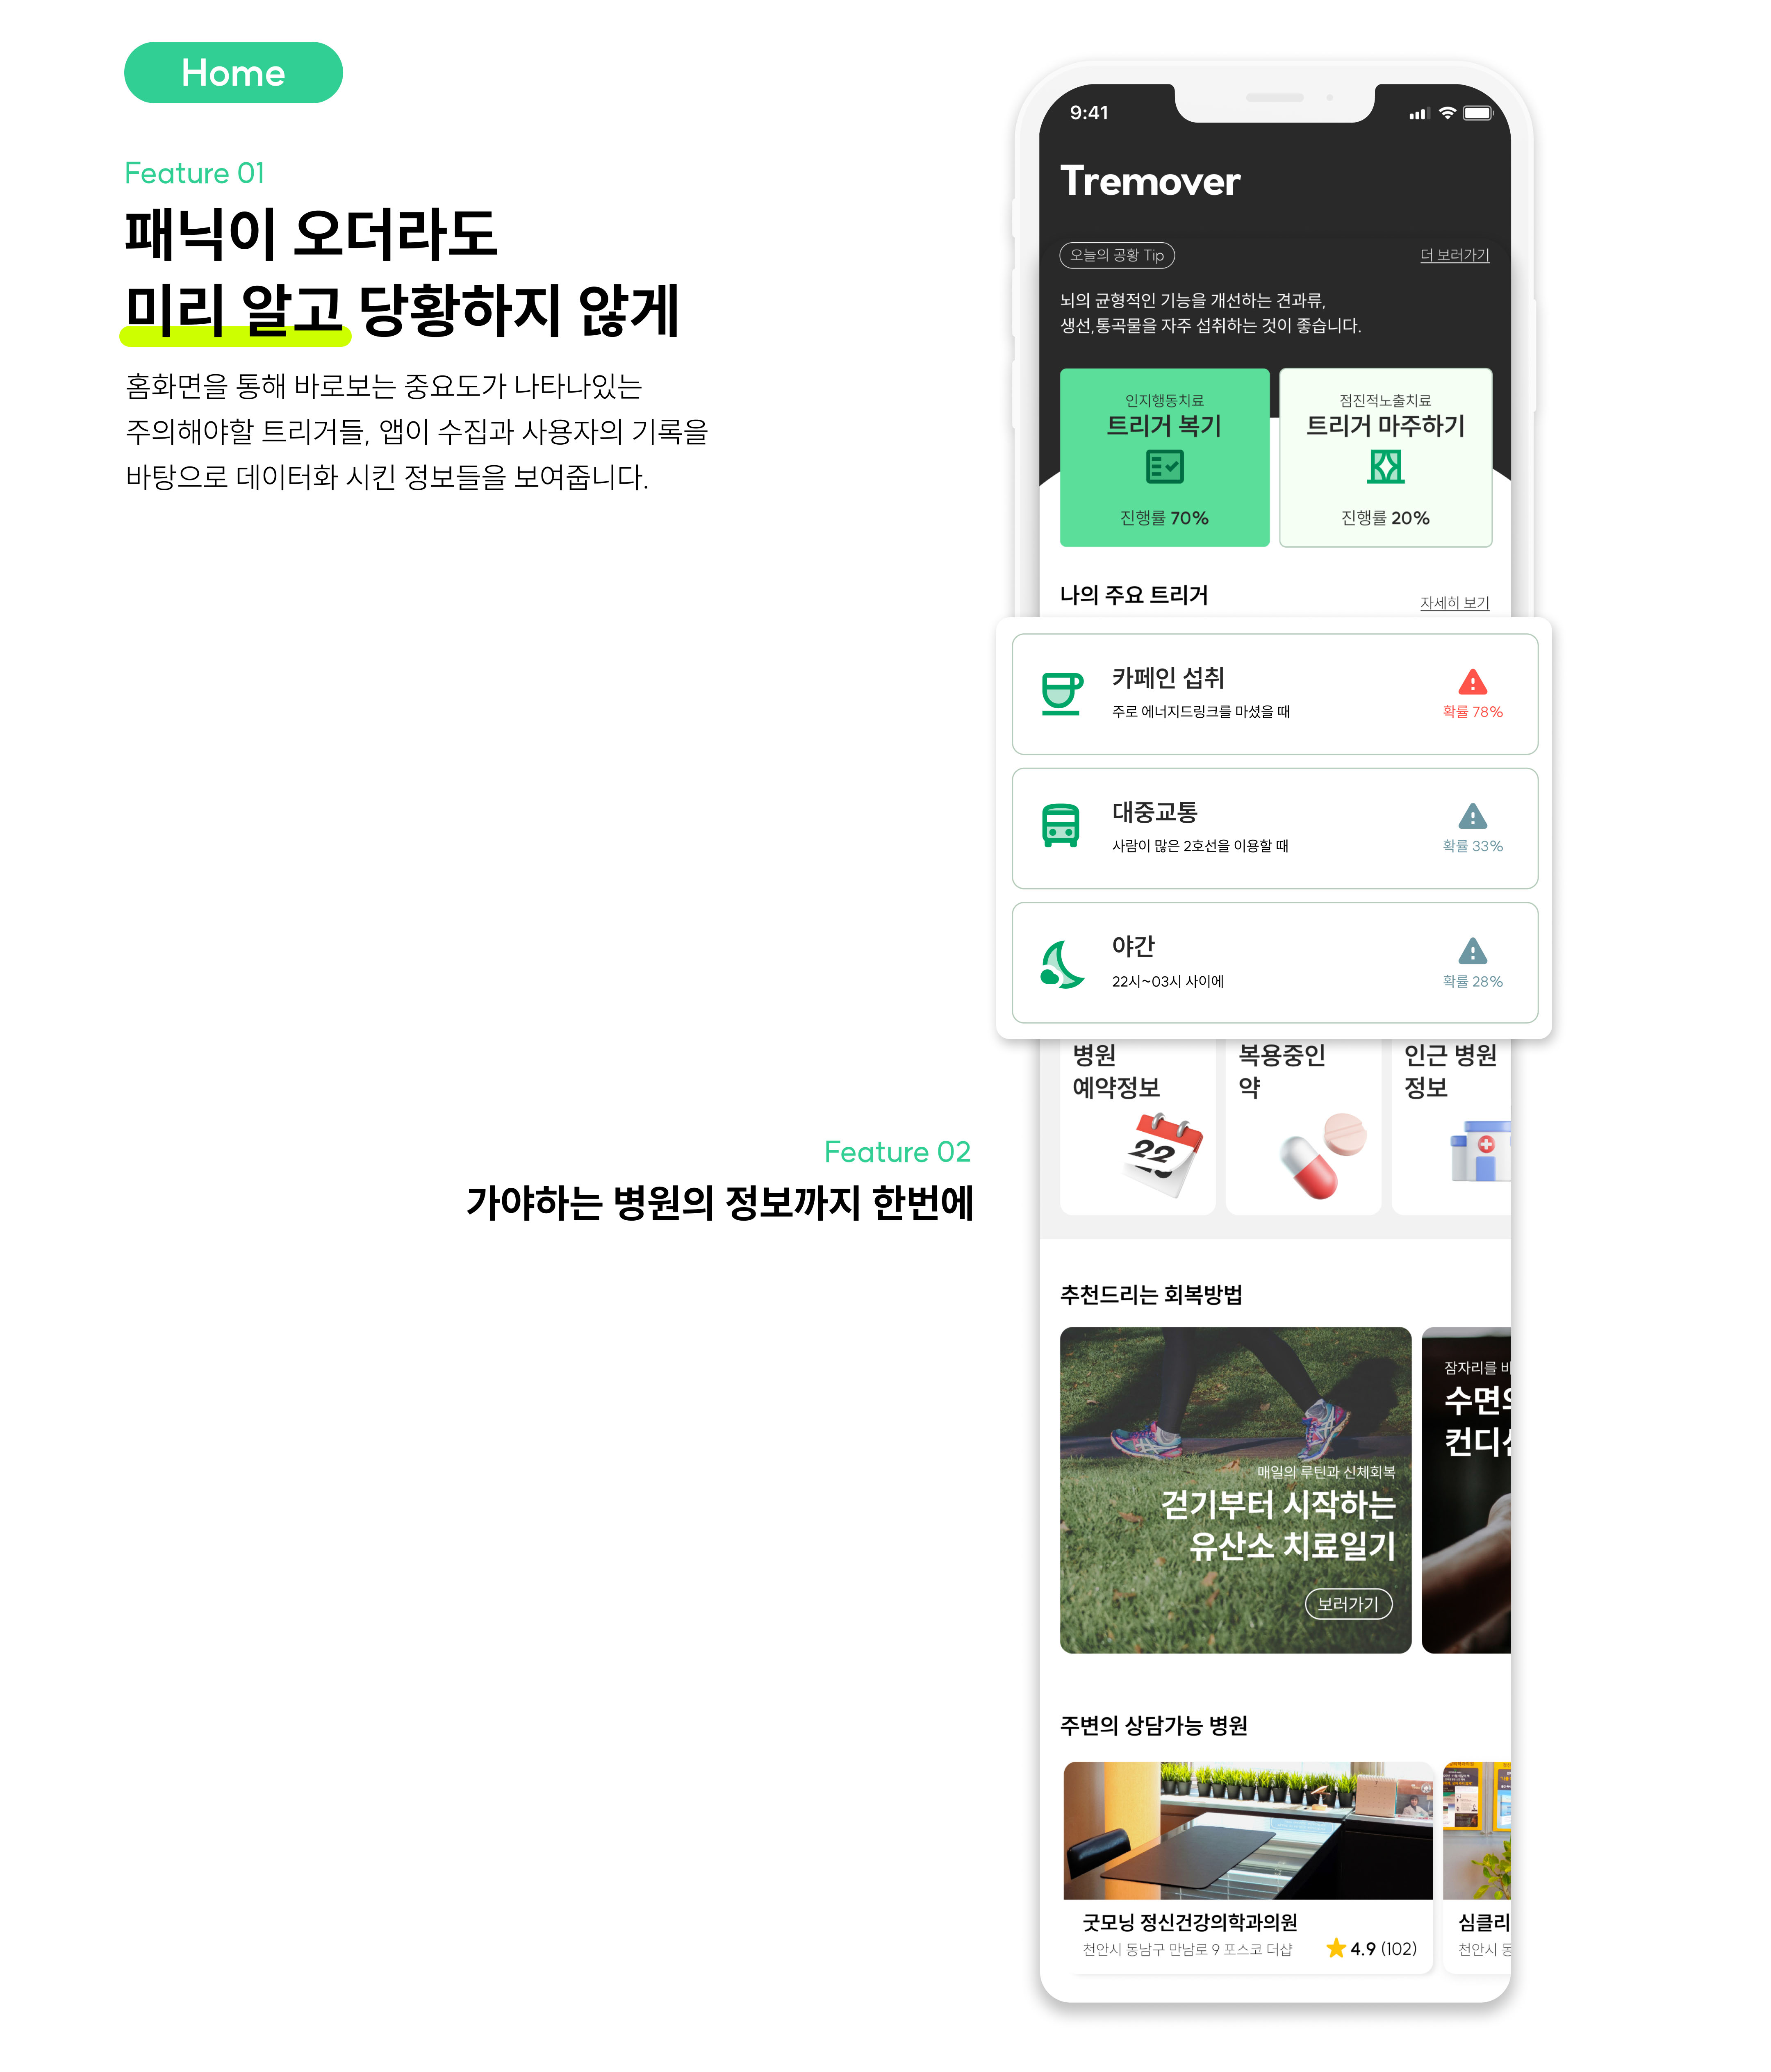 Home
Feature 01
패닉이 오더라도
미리 알고 당황하지 않게
홈화면을 통해 바로보는 중요도가 나타나있는
주의해야할 트리거들, 앱이 수집과 사용자의 기록을
바탕으로 데이터화 시킨 정보들을 보여줍니다.
9:41
Tremover
오늘의 공황 Tip
더 보러가기
뇌의 균형적인 기능을 개선하는 견과류,
생선,통곡물을 자주 섭취하는 것이 좋습니다.
인지행동치료
트리거 복기
진행률 70%
점진적노출치료
트리거 마주하기
진행률 20%
나의 주요 트리거
자세히 보기
카페인 섭취
주로 에너지드링크를 마셨을 때
확률 78%
대중교통
사람이 많은 2호선을 이용할 때
확률 33%
야간
22시~03시 사이에
확률 28%
병원
예약정보
22
복용중인
약
인근 병원
정보
Feature 02
가야하는 병원의 정보까지 한번에
추천드리는 회복방법
매일의 루틴과 신체회복
걷기부터 시작하는
유산소 치료일기
보러가기
잠자리를
수면
컨디
주변의 상담가능 병원
굿모닝 정신건강의학과의원
천안시 동남구 만남로 9 포스코 더샵
4.9 (102)
심클리
천안시